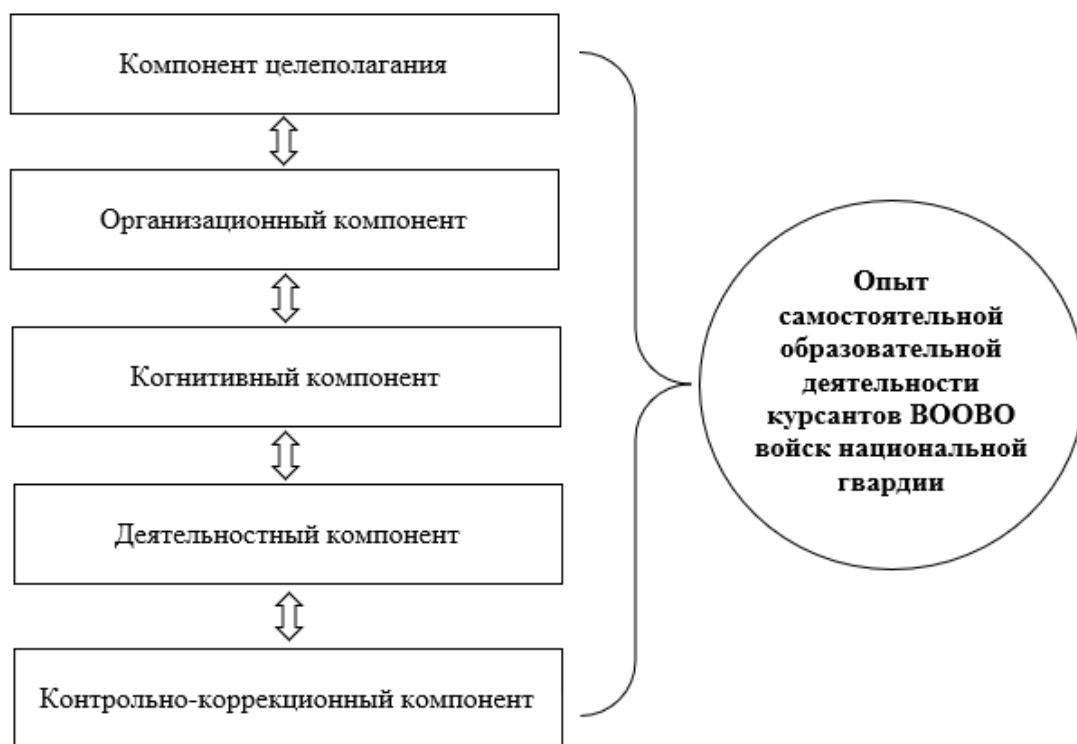 Компонент целеполагания
Организационный компонент
Когнитивный компонент
Деятельностный компонент
Контрольно-коррекционный компонент
Опыт
самостоятельной
образовательной
деятельности
курсантов ВООВО
войск национальной
гвардии